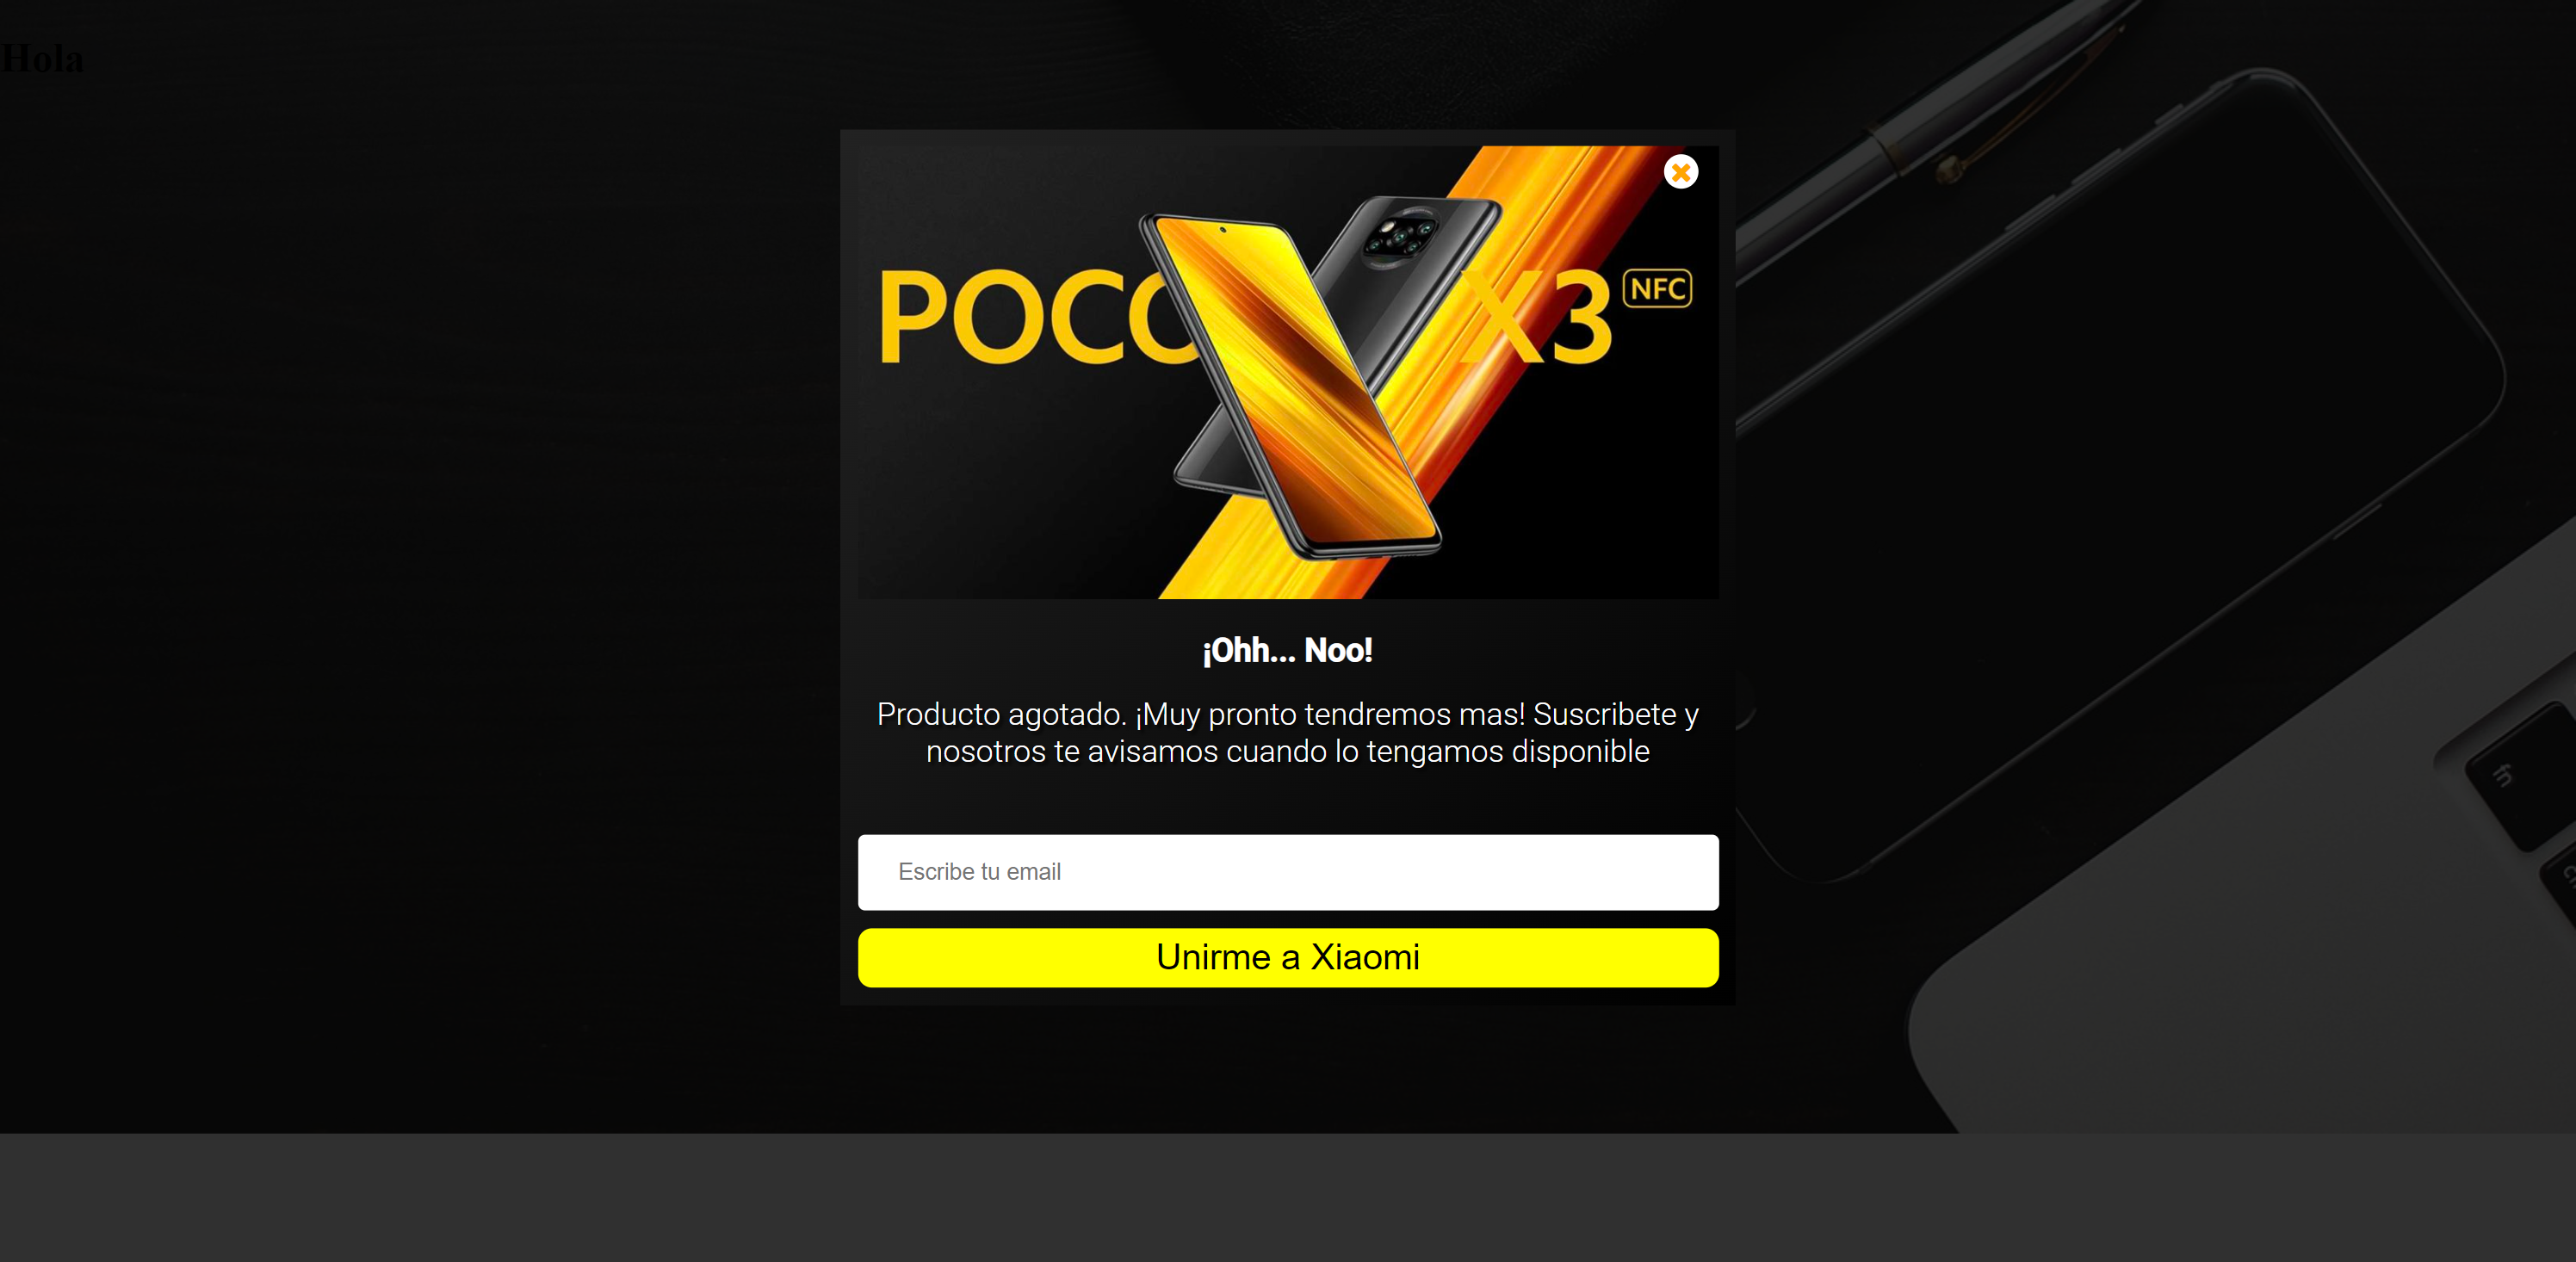 Hola
POCO X3 NFC
¡Ohh... Noo!
Producto agotado. ¡Muy pronto tendremos mas! Suscribete y
nosotros te avisamos cuando lo tengamos disponible
Escribe tu email
Unirme a Xiaomi